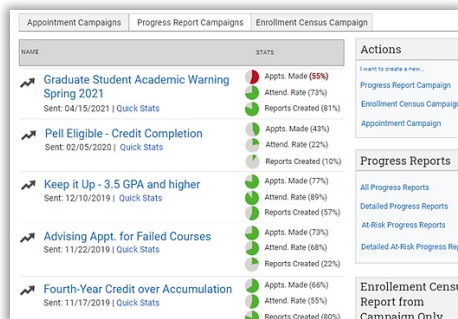 Appointment Campaigns
Progress Report Campaigns
Enrollment Census Campaign
NAME
STATS
Graduate Student Academic Warning
Spring 2021
Sent: 04/15/2021 | Quick Stats
Appts. Made (55%)
Attend. Rate (73%)
Reports Created (81%)
Pell Eligible - Credit Completion
Sent: 02/05/2020 | Quick Stats
Appts. Made (43%)
Attend. Rate (22%)
Reports Created (10%)
Keep it Up - 3.5 GPA and higher
Sent: 12/10/2019 | Quick Stats
Appts. Made (77%)
Attend. Rate (89%)
Reports Created (57%)
Advising Appt. for Failed Courses
Sent: 11/22/2019 | Quick Stats
Appts. Made (73%)
Attend. Rate (68%)
Reports Created (22%)
Fourth-Year Credit over Accumulation
Sent: 11/17/2019 | Quick Stats
Appts. Made (66%)
Attend. Rate (55%)
Reports Created (80%)
Actions
I want to create a new...
Progress Report Campaign
Enrollment Census Campaign
Appointment Campaign
Progress Reports
All Progress Reports
Detailed Progress Reports
At-Risk Progress Reports
Detailed At-Risk Progress Rep
Enrollement Censu
Report from
Campaign Only